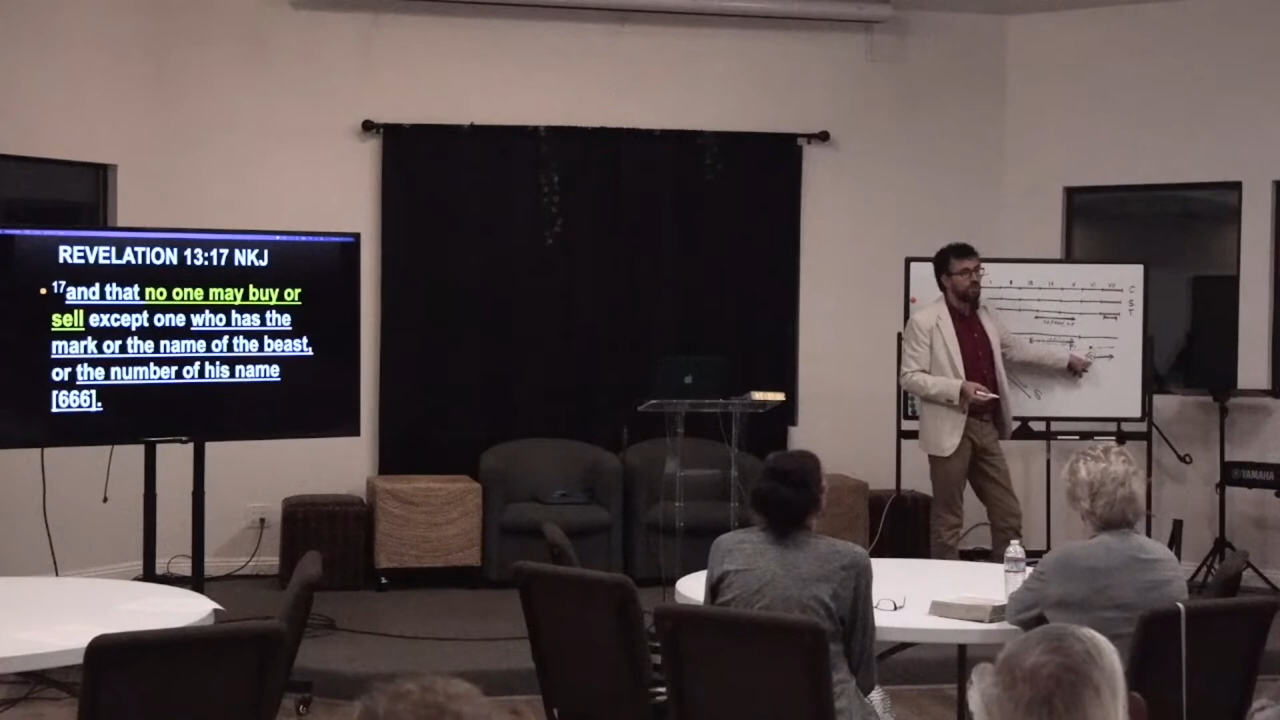 REVELATION 13:17 NKJ
• 17and that no one may buy or
sell except one who has the
mark or the name of the beast,
or the number of his name
[666].
C
S
T
8
YAMAHA